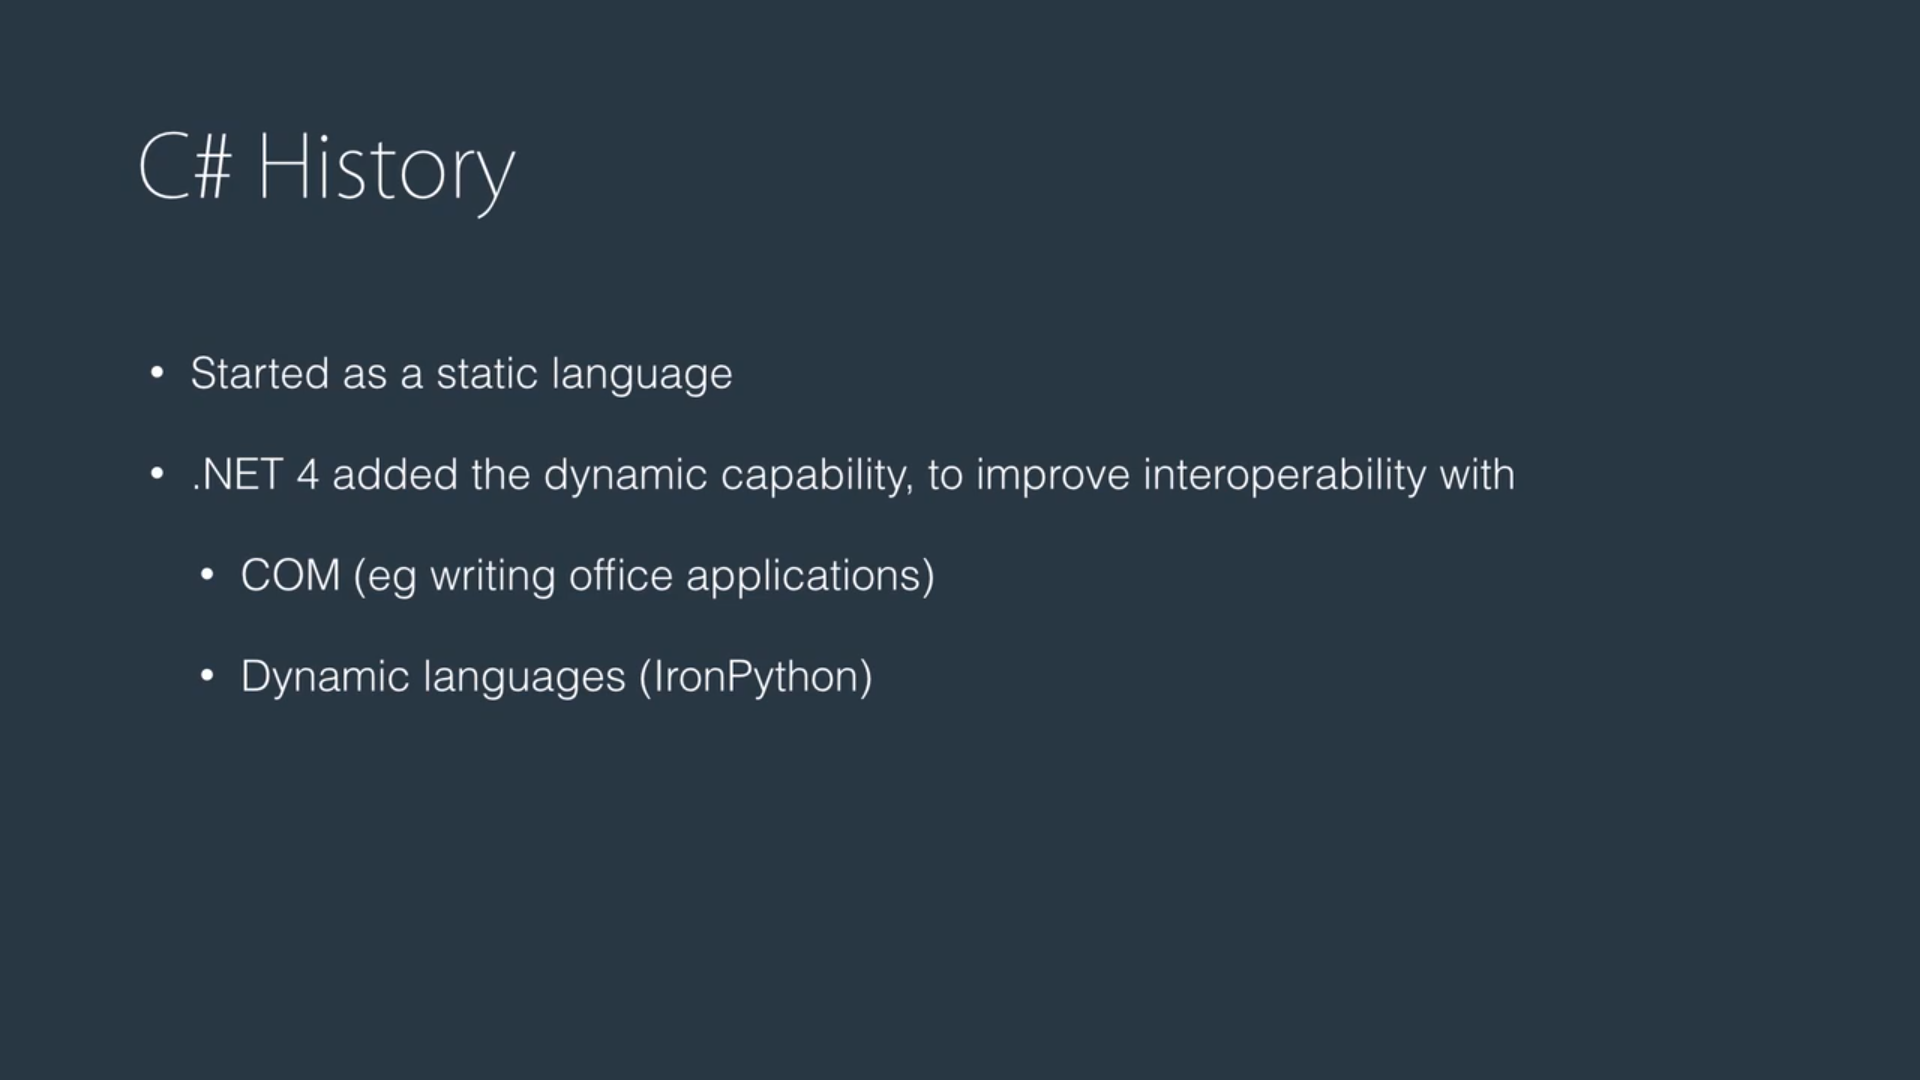 C# History
• Started as a static language
• .NET 4 added the dynamic capability, to improve interoperability with
• COM (eg writing office applications)
• Dynamic languages (IronPython)